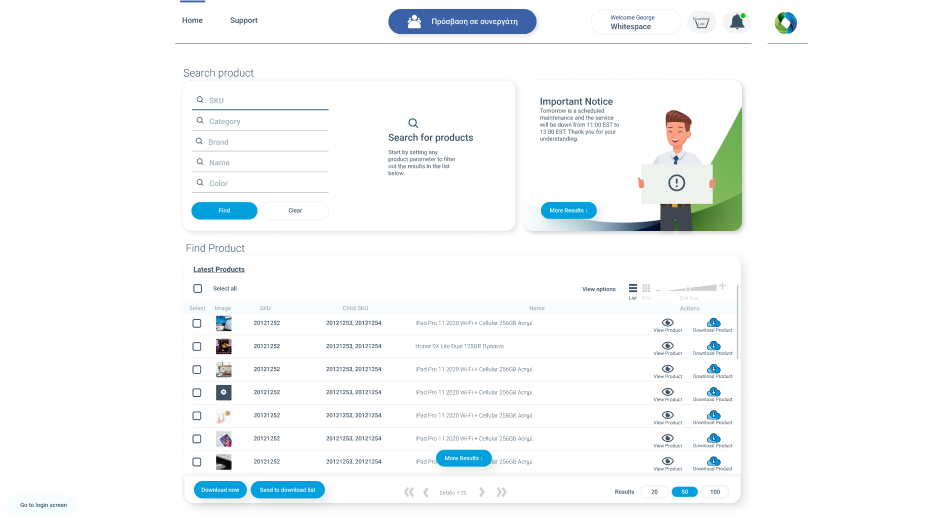 Home
Support
Πρόσβαση σε συνεργάτη
Welcome George
Whitespace
Download
Search product
SKU
Category
Brand
Name
Color
Find
Clear
Search for products
Start by setting any
product parameter to filter
out the results in the list
below.
Important Notice
Tomorrow is a scheduled
maintenance and the service
will be down from 11:00 EST to
13:00 EST. Thank you for your
understanding.
More Results ↓
Find Product
Latest Products
Select all
View options
List
Grid
Grid Size
Select
Image
SKU
Child SKU
Name
Actions
20121252
20121253, 20121254
iPad Pro 11 2020 Wi-Fi + Cellular 256GB Ασημί
View Product
Download Product
20121252
20121253, 20121254
Honor 9X Lite Dual 128GB Πράσινο
View Product
Download Product
20121252
20121253, 20121254
iPad Pro 11 2020 Wi-Fi + Cellular 256GB Ασημί
View Product
Download Product
20121252
20121253, 20121254
iPad Pro 11 2020 Wi-Fi + Cellular 256GB Ασημί
View Product
Download Product
20121252
20121253, 20121254
iPad Pro 11 2020 Wi-Fi + Cellular 256GB Ασημί
View Product
Download Product
20121252
20121253, 20121254
iPad Pro 11 2020 Wi-Fi + Cellular 256GB Ασημί
View Product
Download Product
20121252
20121253, 20121254
iPad Pro
256GB Ασημί
View Product
Download Product
More Results ↓
Download now
Send to download list
Σελίδα 1-25
Results
20
50
100
Go to login screen